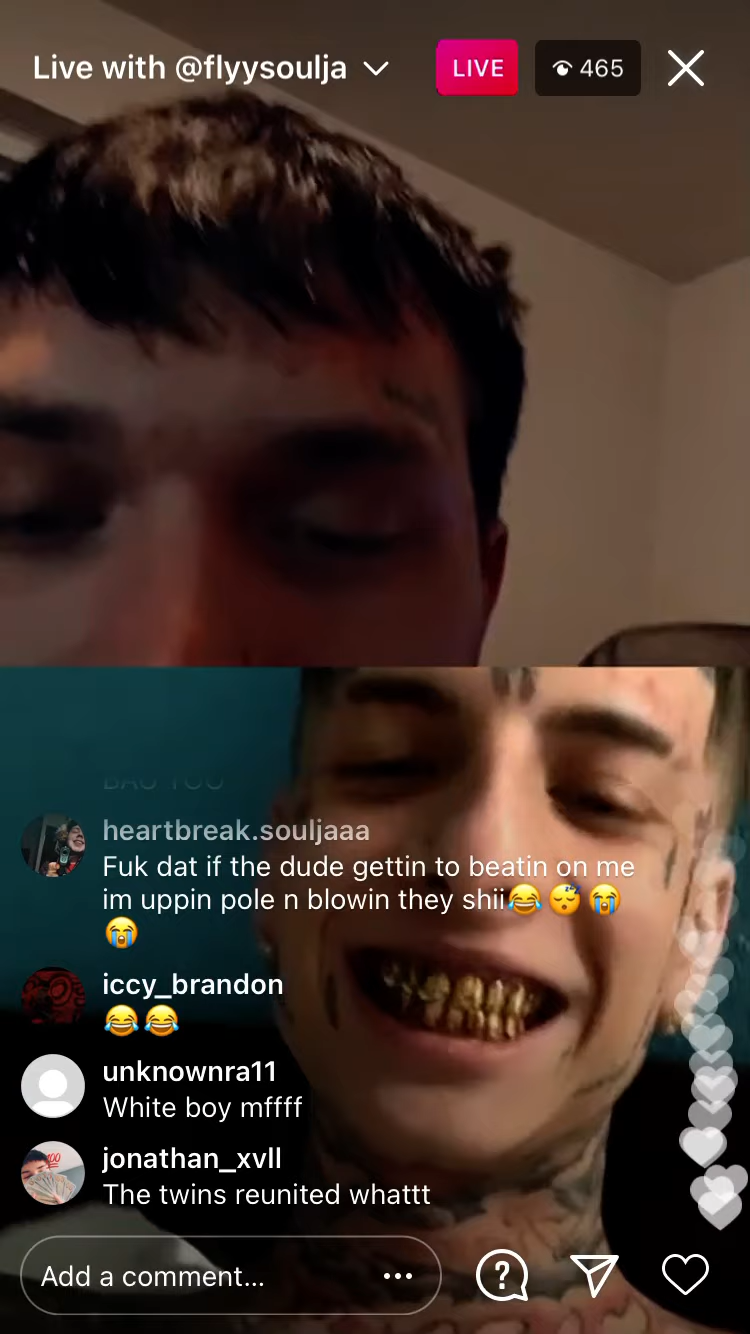 Live with @flyysoulja
LIVE
465
heartbreak.souljaaa
Fuk dat if the dude gettin to beatin on me
im uppin pole n blowin they shii😂😴😭
😭
iccy_brandon
😂😂
unknownra11
White boy mffff
jonathan_xvll
The twins reunited whattt
Add a comment...